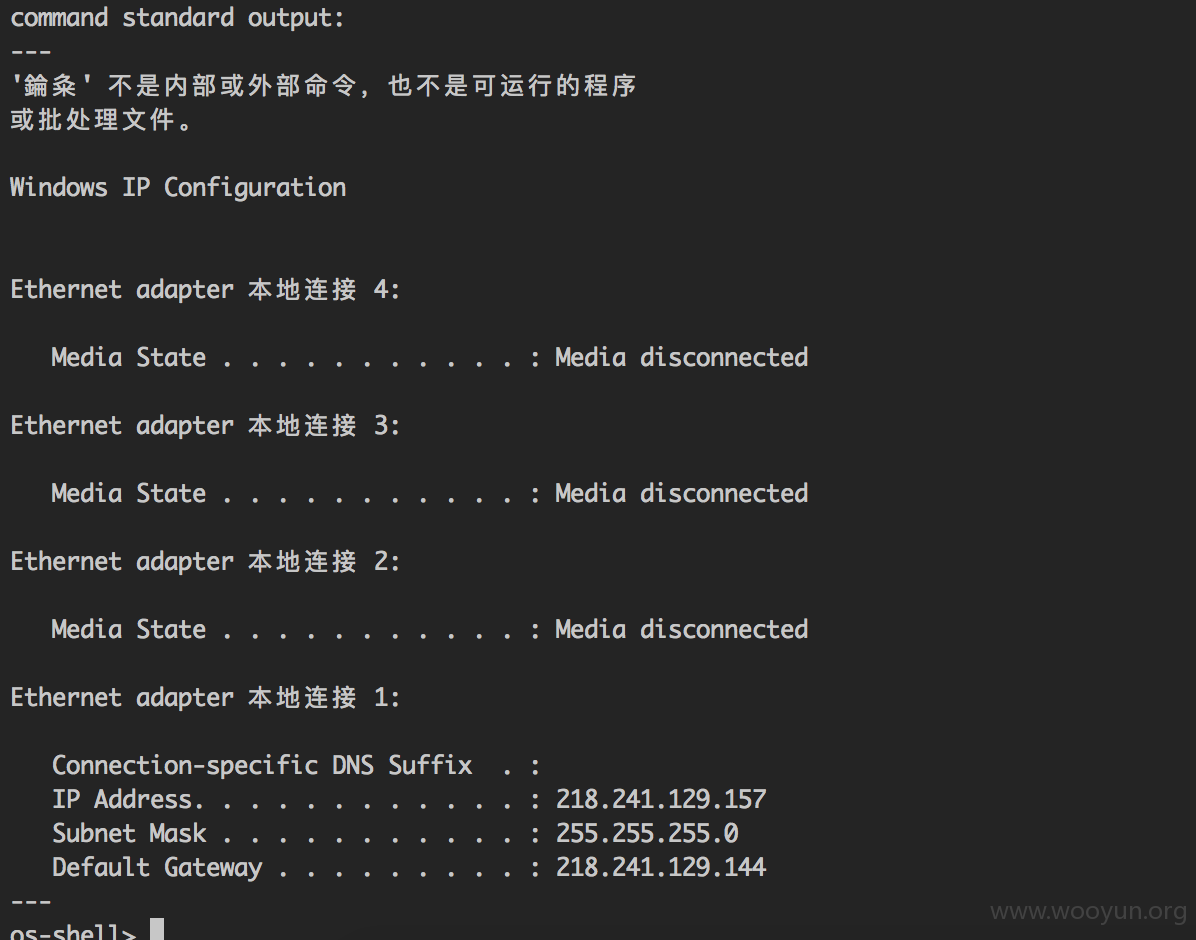 command standard output:
---
'錀粂' 不是内部或外部命令，也不是可运行的程序
或批处理文件。
Windows IP Configuration
Ethernet adapter 本地连接 4:
Media State . . . . . . . . . . . : Media disconnected
Ethernet adapter 本地连接 3:
Media State . . . . . . . . . . . : Media disconnected
Ethernet adapter 本地连接 2:
Media State . . . . . . . . . . . : Media disconnected
Ethernet adapter 本地连接 1:
Connection-specific DNS Suffix  . :
IP Address. . . . . . . . . . . . : 218.241.129.157
Subnet Mask . . . . . . . . . . . : 255.255.255.0
Default Gateway . . . . . . . . . : 218.241.129.144
---
os-shell>
www.wooyun.org